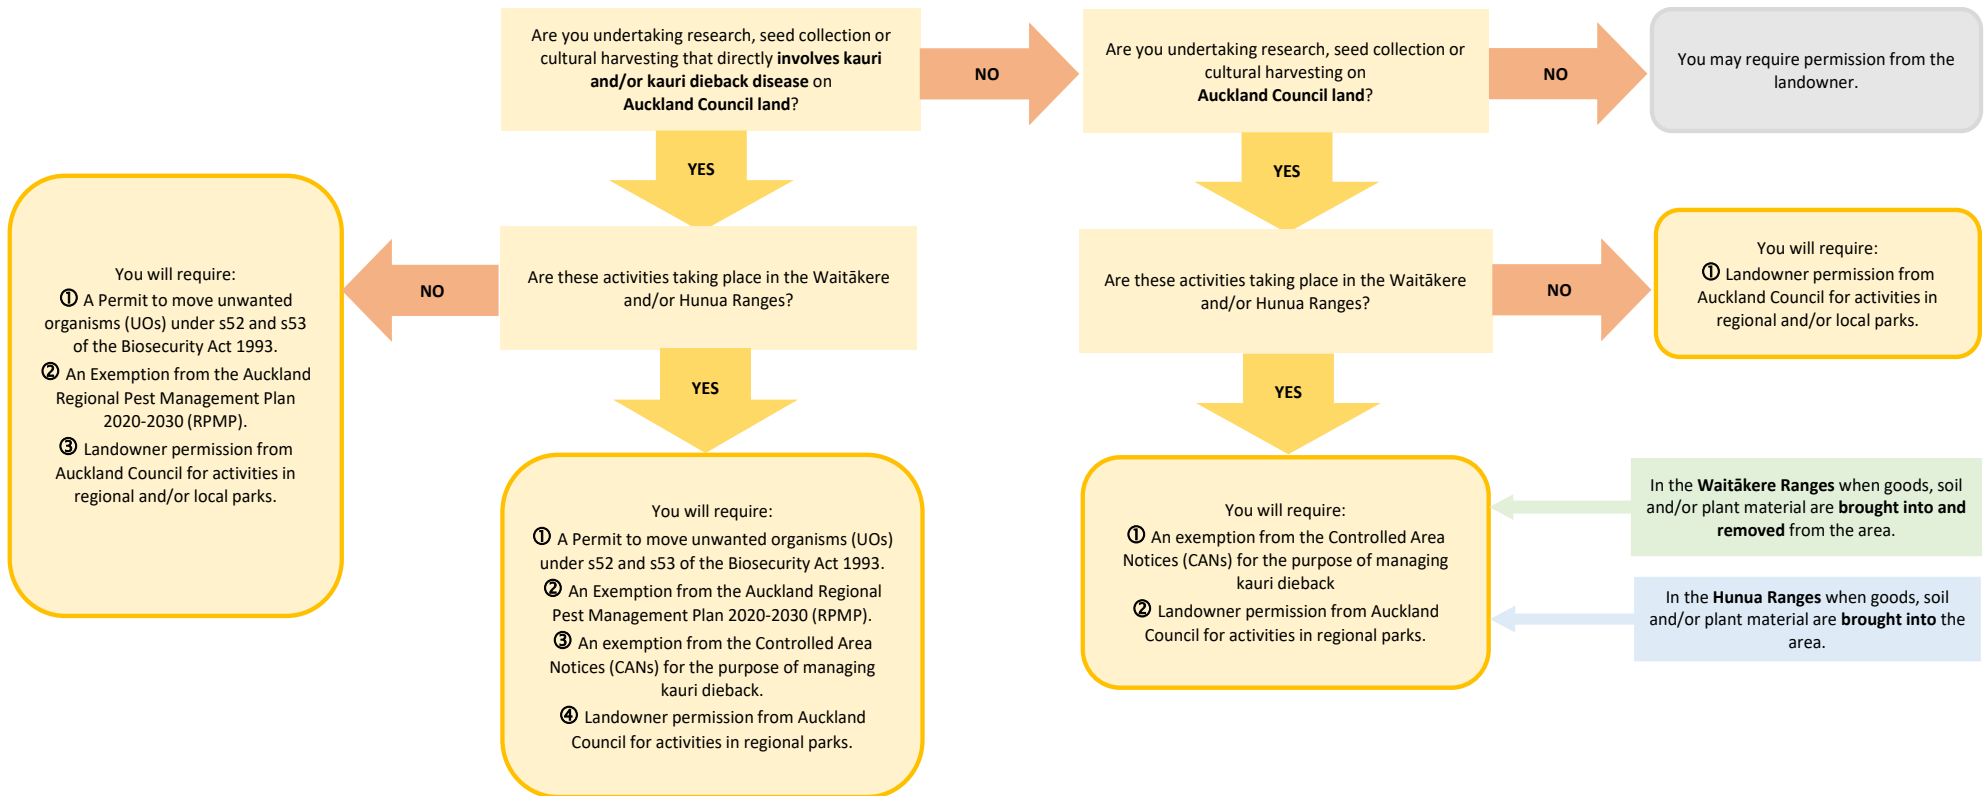 Are you undertaking research, seed collection or
cultural harvesting that directly involves kauri
and/or kauri dieback disease on
Auckland Council land?
NO
Are you undertaking research, seed collection or
cultural harvesting on
Auckland Council land?
NO
You may require permission from the
landowner.
YES
YES
You will require:
① A Permit to move unwanted
organisms (UOs) under s52 and s53
of the Biosecurity Act 1993.
② An Exemption from the Auckland
Regional Pest Management Plan
2020-2030 (RPMP).
③ Landowner permission from
Auckland Council for activities in
regional and/or local parks.
NO
Are these activities taking place in the Waitākere
and/or Hunua Ranges?
Are these activities taking place in the Waitākere
and/or Hunua Ranges?
NO
You will require:
① Landowner permission from
Auckland Council for activities in
regional and/or local parks.
YES
YES
You will require:
① A Permit to move unwanted organisms (UOs)
under s52 and s53 of the Biosecurity Act 1993.
② An Exemption from the Auckland Regional
Pest Management Plan 2020-2030 (RPMP).
③ An exemption from the Controlled Area
Notices (CANs) for the purpose of managing
kauri dieback.
④ Landowner permission from Auckland
Council for activities in regional parks.
You will require:
① An exemption from the Controlled Area
Notices (CANs) for the purpose of managing
kauri dieback
② Landowner permission from Auckland
Council for activities in regional parks.
In the Waitākere Ranges when goods, soil
and/or plant material are brought into and
removed from the area.
In the Hunua Ranges when goods, soil
and/or plant material are brought into the
area.